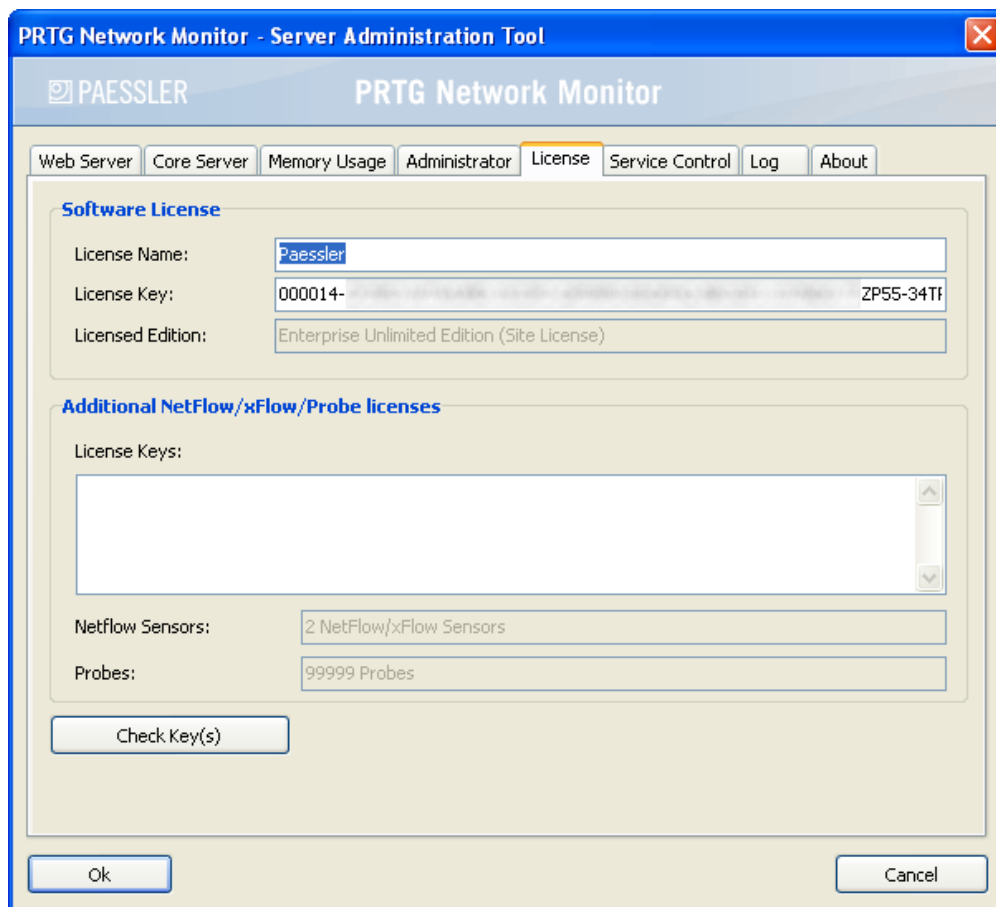 PRTG Network Monitor - Server Administration Tool
PAESSLER PRTG Network Monitor
Web Server Core Server Memory Usage Administrator License Service Control Log About
Software License
License Name: Paessler
License Key: 000014- ZP55-34TF
Licensed Edition: Enterprise Unlimited Edition (Site License)
Additional NetFlow/xFlow/Probe licenses
License Keys:
Netflow Sensors: 2 NetFlow/xFlow Sensors
Probes: 99999 Probes
Check Key(s)
Ok Cancel